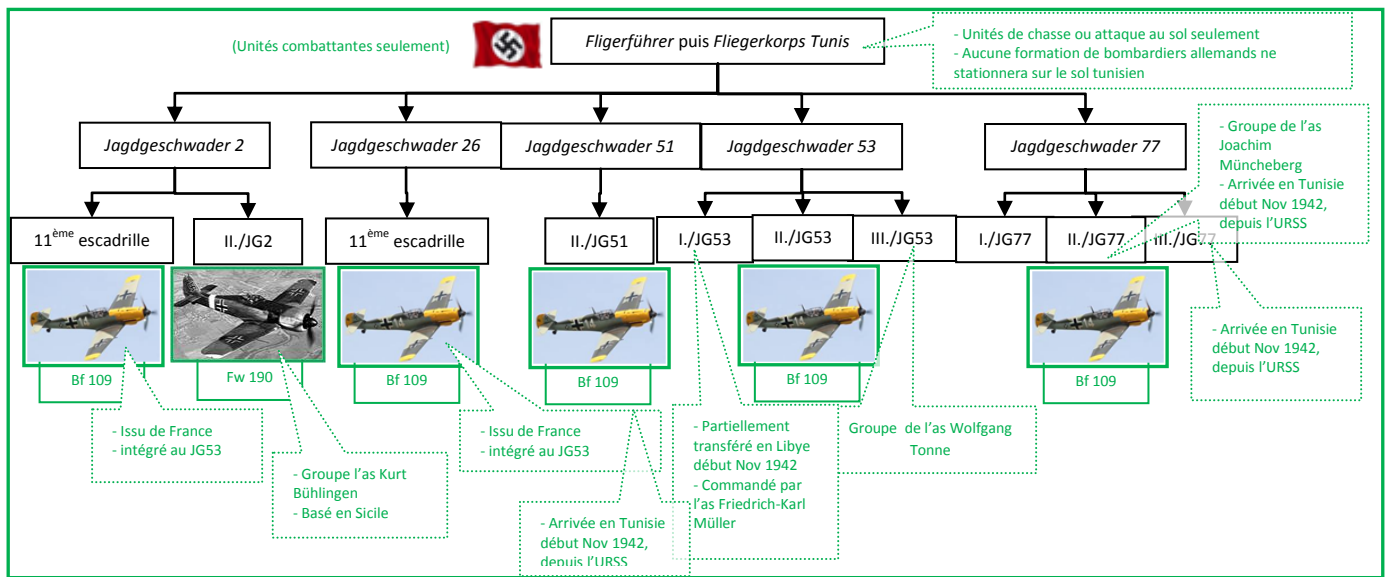 (Unités combattantes seulement)
Fligerführer puis Fliegerkorps Tunis
- Unités de chasse ou attaque au sol seulement
- Aucune formation de bombardiers allemands ne
stationnera sur le sol tunisien
Jagdgeschwader 2
Jagdgeschwader 26
Jagdgeschwader 51
Jagdgeschwader 53
Jagdgeschwader 77
- Groupe de l’as
Joachim
Müncheberg
- Arrivée en Tunisie
début Nov 1942,
depuis l’URSS
11ème escadrille
II./JG2
11ème escadrille
II./JG51
I./JG53
II./JG53
III./JG53
I./JG77
II./JG77
III./JG77
Bf 109
Fw 190
Bf 109
Bf 109
Bf 109
Bf 109
- Arrivée en Tunisie
début Nov 1942,
depuis l’URSS
- Issu de France
- intégré au JG53
- Groupe l’as Kurt
Bühlingen
- Basé en Sicile
- Issu de France
- intégré au JG53
- Arrivée en Tunisie
début Nov 1942,
depuis l’URSS
- Partiellement
transféré en Libye
début Nov 1942
- Commandé par
l’as Friedrich-Karl
Müller
Groupe de l’as Wolfgang
Tonne